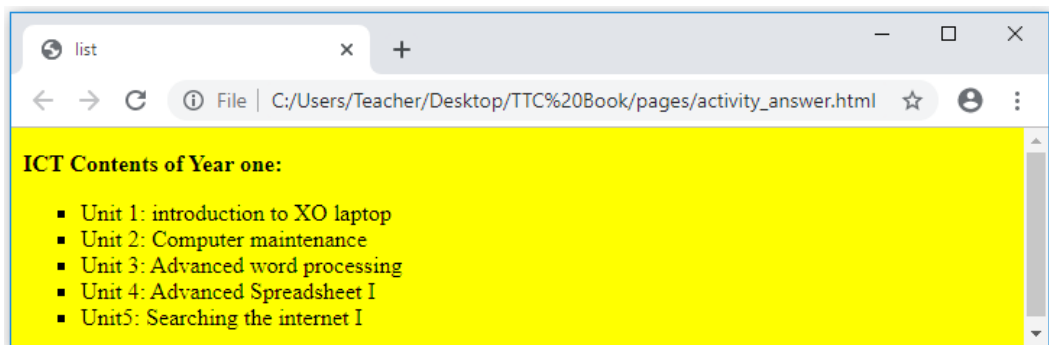 list
File C:/Users/Teacher/Desktop/TTC%20Book/pages/activity_answer.html
ICT Contents of Year one:
Unit 1: introduction to XO laptop
Unit 2: Computer maintenance
Unit 3: Advanced word processing
Unit 4: Advanced Spreadsheet I
Unit5: Searching the internet I